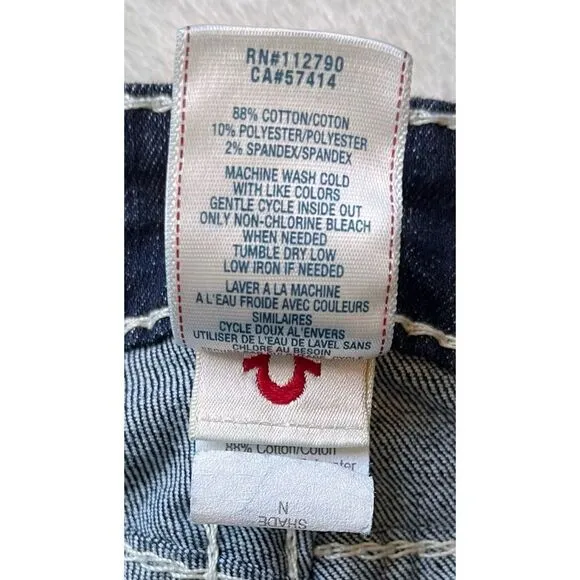 RN#112790
CA#57414
88% COTTON/COTON
10% POLYESTER/POLYESTER
2% SPANDEX/SPANDEX
MACHINE WASH COLD
WITH LIKE COLORS
GENTLE CYCLE INSIDE OUT
ONLY NON-CHLORINE BLEACH
WHEN NEEDED
TUMBLE DRY LOW
LOW IRON IF NEEDED
LAVER A LA MACHINE
A L'EAU FROIDE AVEC COULEURS
SIMILAIRES
CYCLE DOUX AL'ENVERS
UTILISER DE L'EAU DE LAVEL SANS
CHLORE AU BESOIN
88% Cotton/Coton
SHADE
N